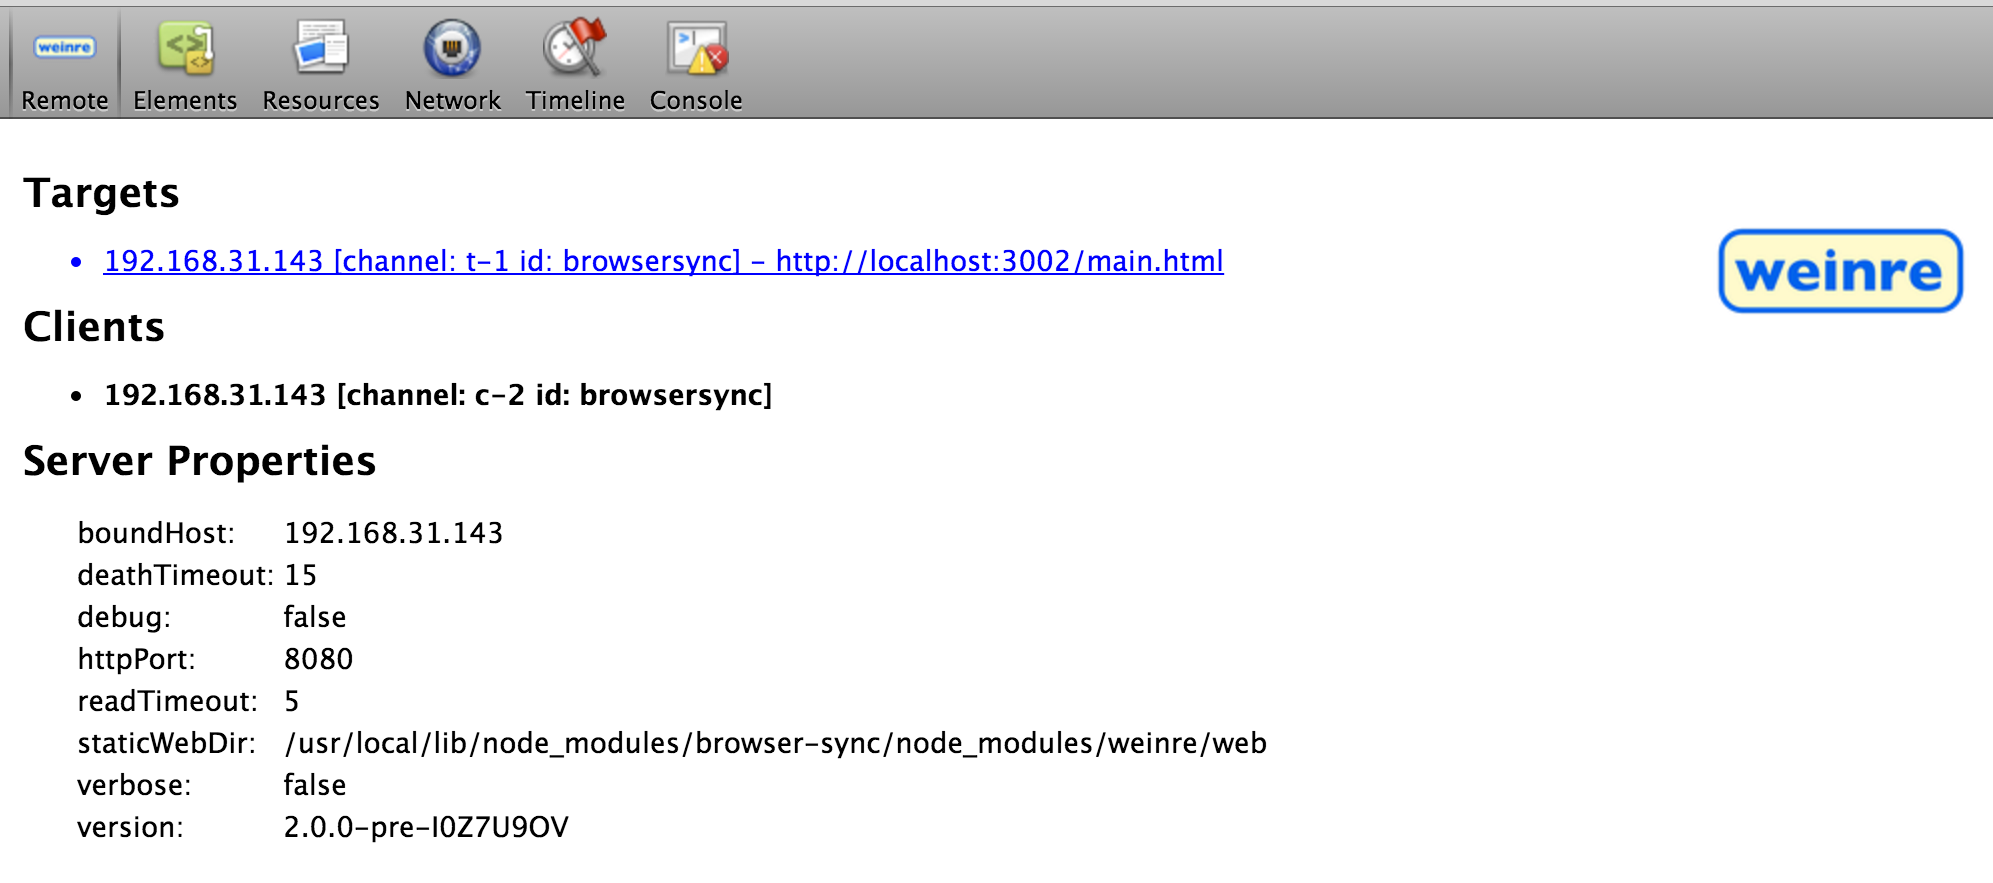 weinre
Remote Elements Resources Network Timeline Console
Targets
• 192.168.31.143 [channel: t-1 id: browsersync] - http://localhost:3002/main.html
weinre
Clients
• 192.168.31.143 [channel: c-2 id: browsersync]
Server Properties
boundHost: 192.168.31.143
deathTimeout: 15
debug: false
httpPort: 8080
readTimeout: 5
staticWebDir: /usr/local/lib/node_modules/browser-sync/node_modules/weinre/web
verbose: false
version: 2.0.0-pre-I0Z7U9OV